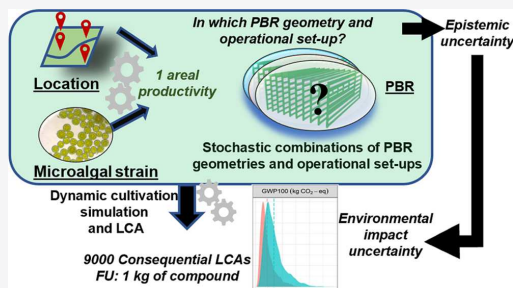 In which PBR geometry and
operational set-up?
Epistemic
uncertainty
Location
1 areal
productivity
PBR
?
Microalgal strain
Stochastic combinations of PBR
geometries and operational set-ups
Dynamic cultivation
simulation
and LCA
GWP100 (kg CO2-eq)
Environmental
impact
uncertainty
9000 Consequential LCAs
FU: 1 kg of compound